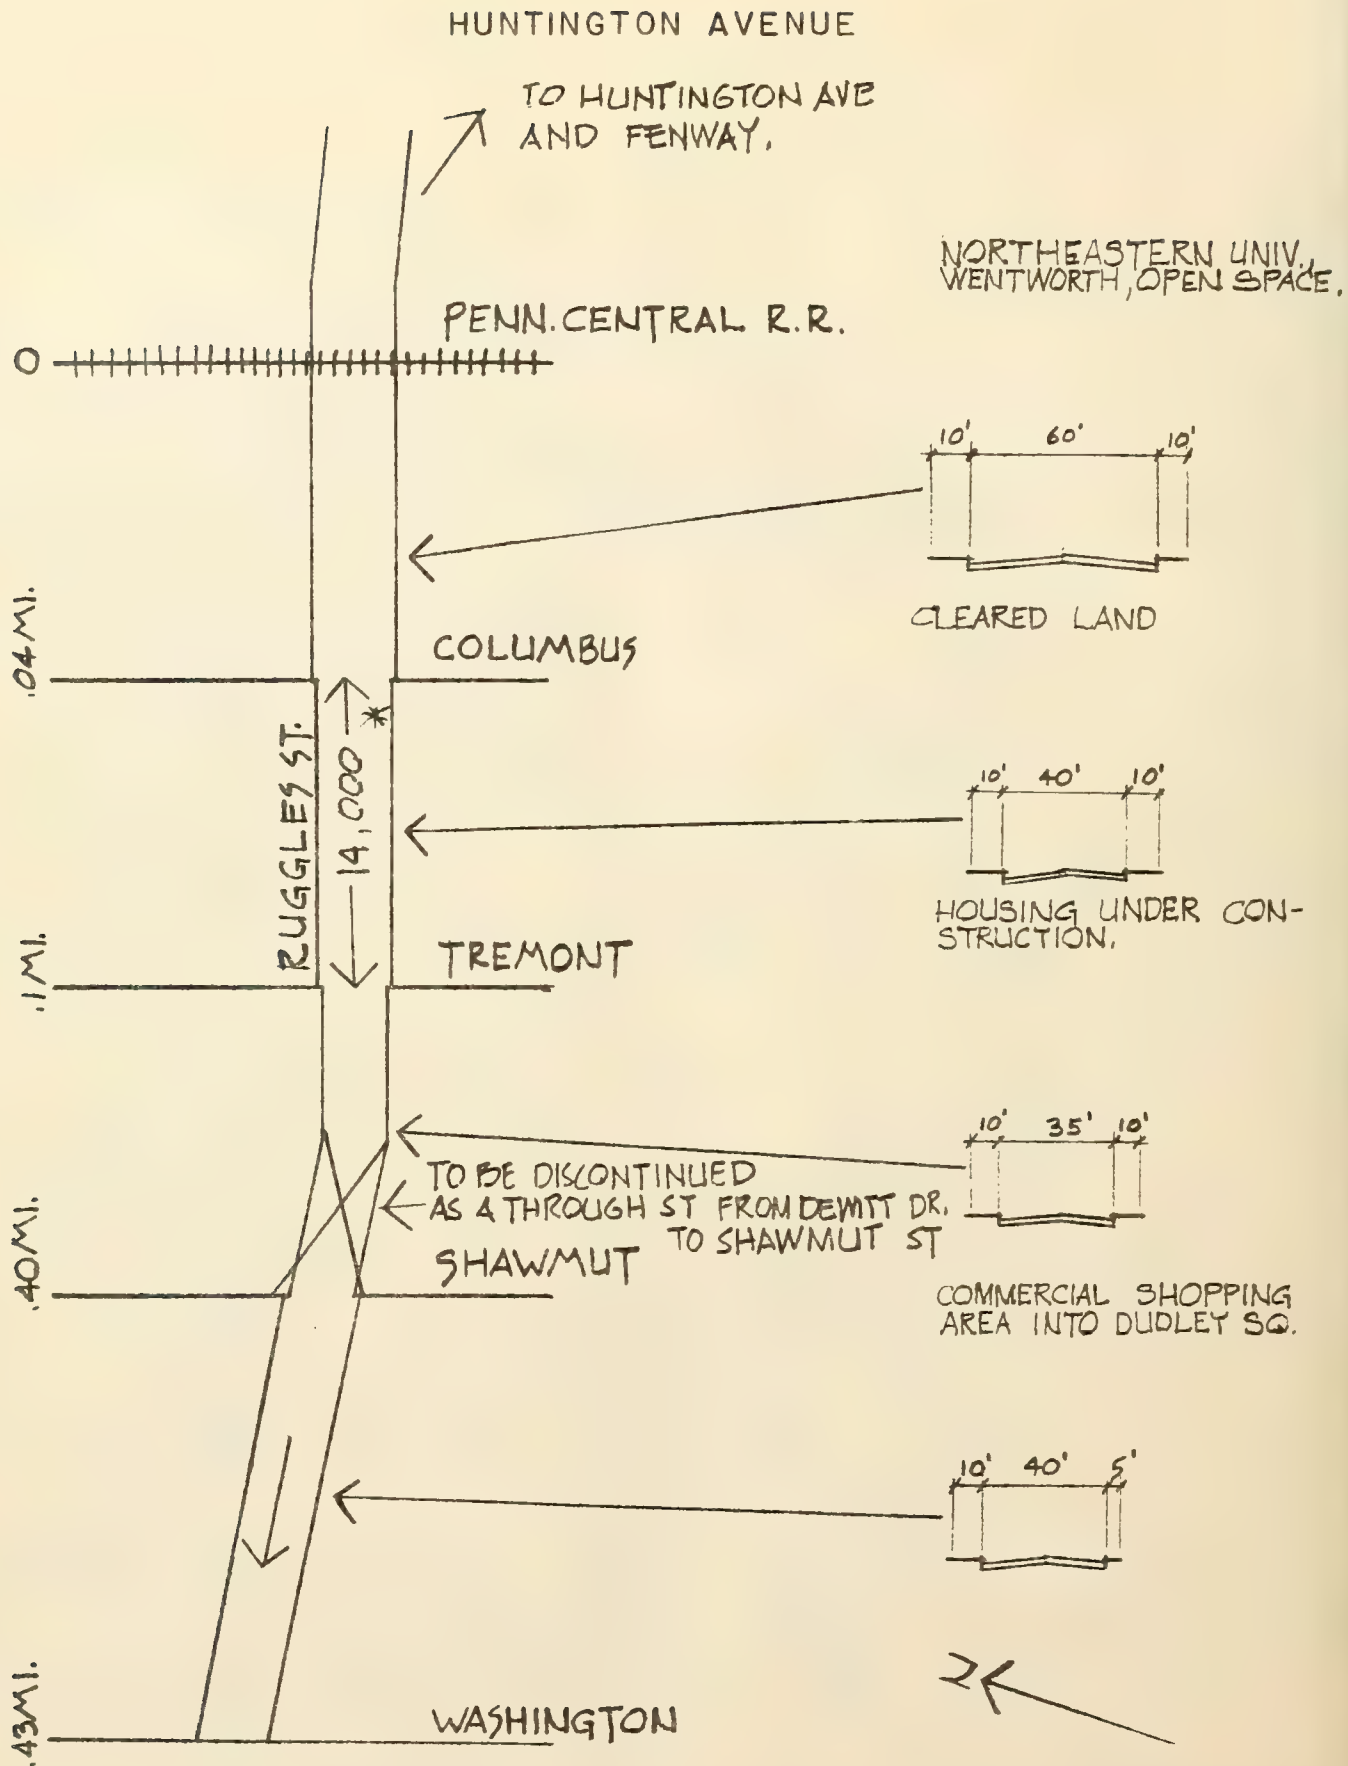 HUNTINGTON AVENUE
TO HUNTINGTON AVE
AND FENWAY.
NORTHEASTERN UNIV.,
WENTWORTH, OPEN SPACE.
PENN. CENTRAL R.R.
0
10' 60' 10'
CLEARED LAND
.04 MI.
COLUMBUS
RUGGLES ST.
14,000 *
10' 40' 10'
HOUSING UNDER CON-
STRUCTION.
.1 MI.
TREMONT
10' 35' 10'
TO BE DISCONTINUED
AS A THROUGH ST FROM DEWITT DR.
TO SHAWMUT ST
.40 MI.
SHAWMUT
COMMERCIAL SHOPPING
AREA INTO DUDLEY SQ.
10' 40' 5'
N
.43 MI.
WASHINGTON